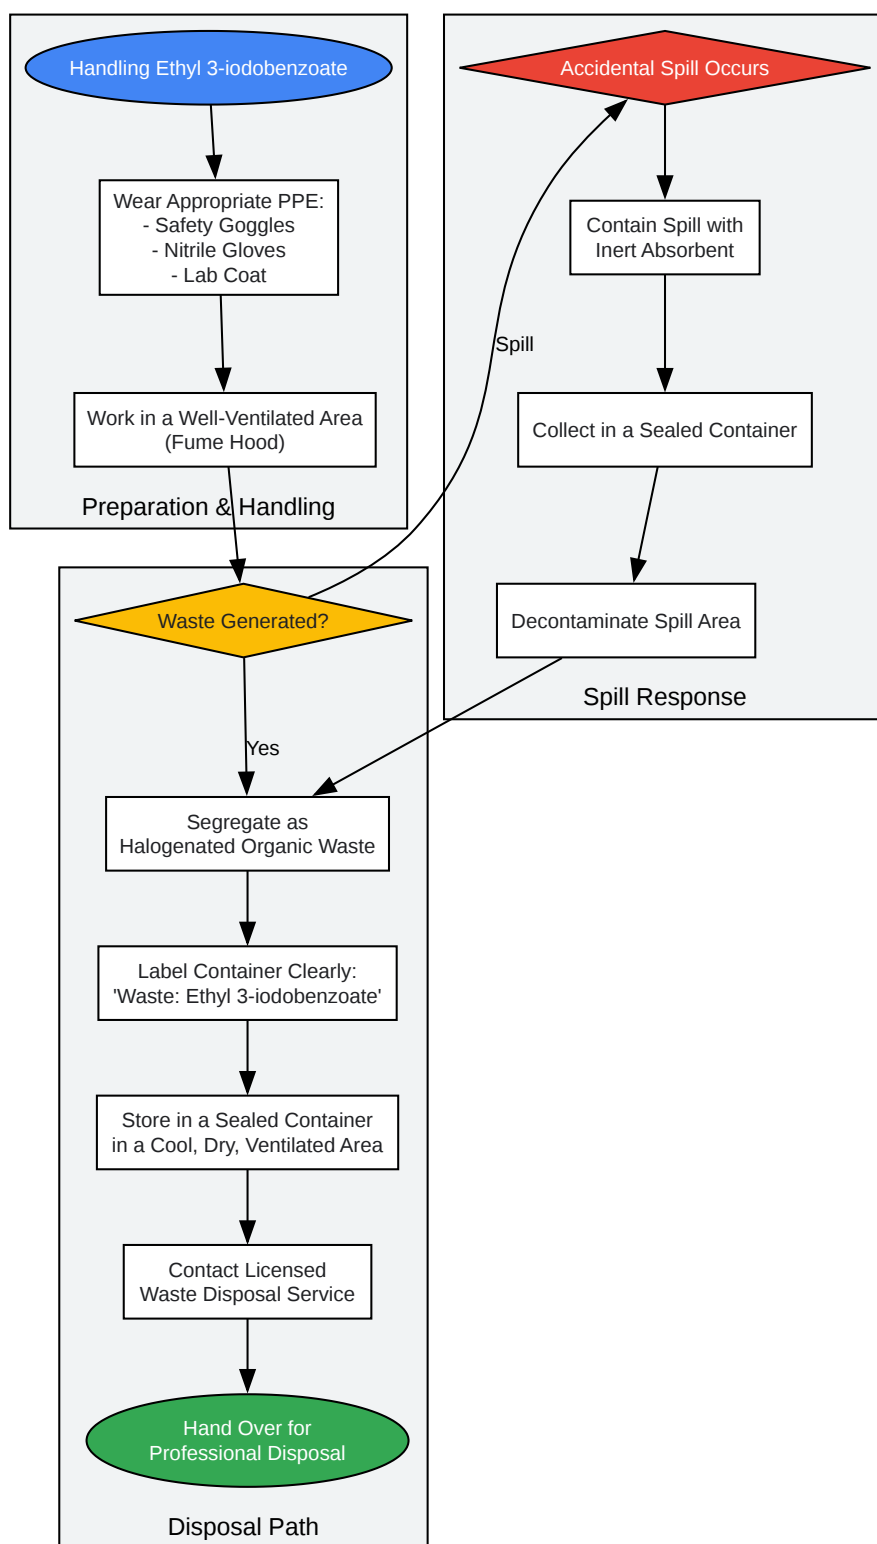 Handling Ethyl 3-iodobenzoate
Wear Appropriate PPE:
- Safety Goggles
- Nitrile Gloves
- Lab Coat
Work in a Well-Ventilated Area
(Fume Hood)
Preparation & Handling
Accidental Spill Occurs
Contain Spill with
Inert Absorbent
Spill
Collect in a Sealed Container
Decontaminate Spill Area
Spill Response
Waste Generated?
Yes
Segregate as
Halogenated Organic Waste
Label Container Clearly:
'Waste: Ethyl 3-iodobenzoate'
Store in a Sealed Container
in a Cool, Dry, Ventilated Area
Contact Licensed
Waste Disposal Service
Hand Over for
Professional Disposal
Disposal Path